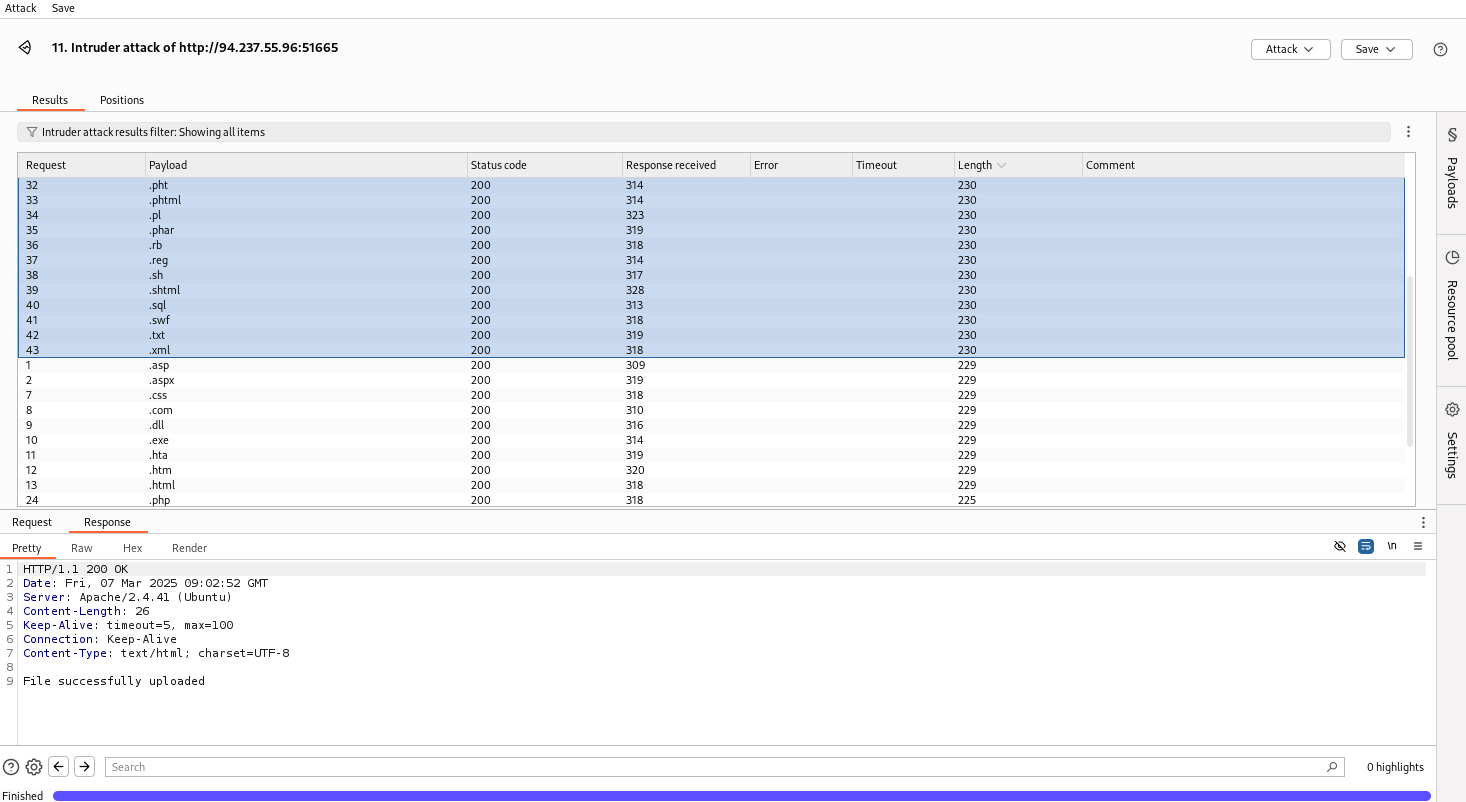 Attack Save
11. Intruder attack of http://94.237.55.96:51665
Attack Save
Results Positions
Intruder attack results filter: Showing all items
Request Payload Status code Response received Error Timeout Length Comment
32 .pht 200 314 230
33 .phtml 200 314 230
34 .pl 200 323 230
35 .phar 200 319 230
36 .rb 200 318 230
37 .reg 200 314 230
38 .sh 200 317 230
39 .shtml 200 328 230
40 .sql 200 313 230
41 .swf 200 318 230
42 .txt 200 319 230
43 .xml 200 318 230
1 .asp 200 309 229
2 .aspx 200 319 229
7 .css 200 318 229
8 .com 200 310 229
9 .dll 200 316 229
10 .exe 200 314 229
11 .hta 200 319 229
12 .htm 200 320 229
13 .html 200 318 229
24 .php 200 318 225
Payloads
Resource pool
Settings
Request Response
Pretty Raw Hex Render
\n
1 HTTP/1.1 200 OK
2 Date: Fri, 07 Mar 2025 09:02:52 GMT
3 Server: Apache/2.4.41 (Ubuntu)
4 Content-Length: 26
5 Keep-Alive: timeout=5, max=100
6 Connection: Keep-Alive
7 Content-Type: text/html; charset=UTF-8
8
9 File successfully uploaded
Search
0 highlights
Finished